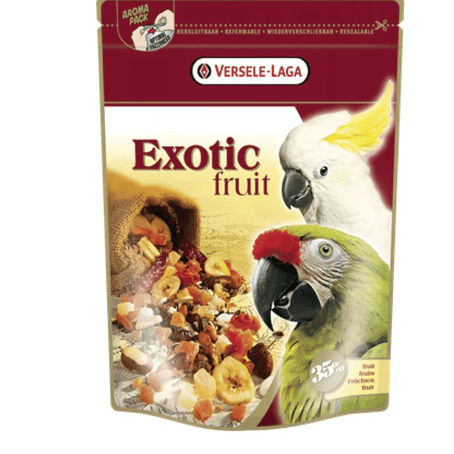 AROMA
PACK
HERSLUITBAAR • REFERMABLE • WIEDERVERSCHLIEßBAR • RESEALABLE
VERSELE-LAGA
Exotic
fruit
35%
fruit
fruits
Früchten
fruit